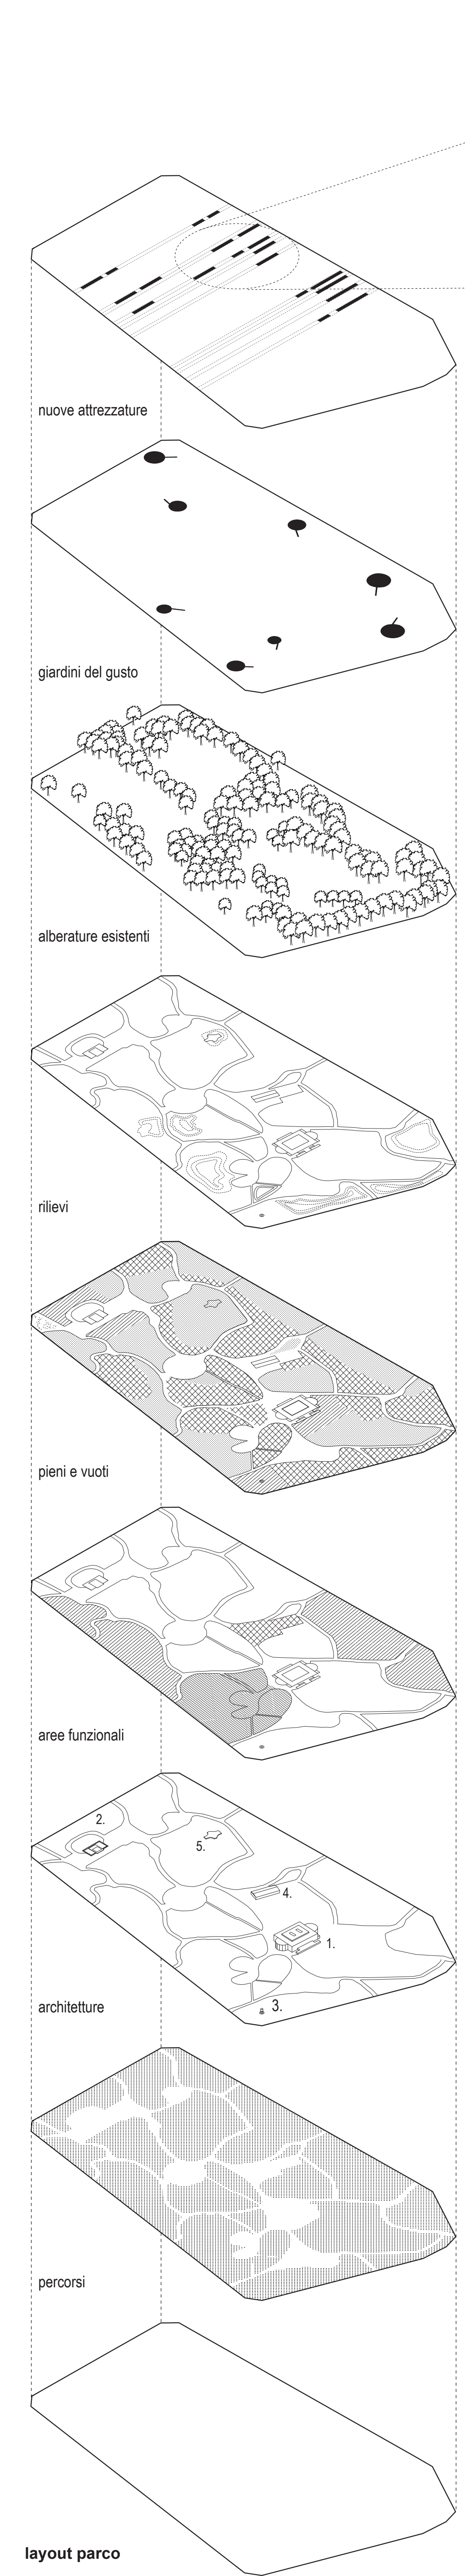 nuove attrezzature
giardini del gusto
alberature esistenti
rilievi
pieni e vuoti
aree funzionali
2.
5.
4.
1.
3.
architetture
percorsi
layout parco